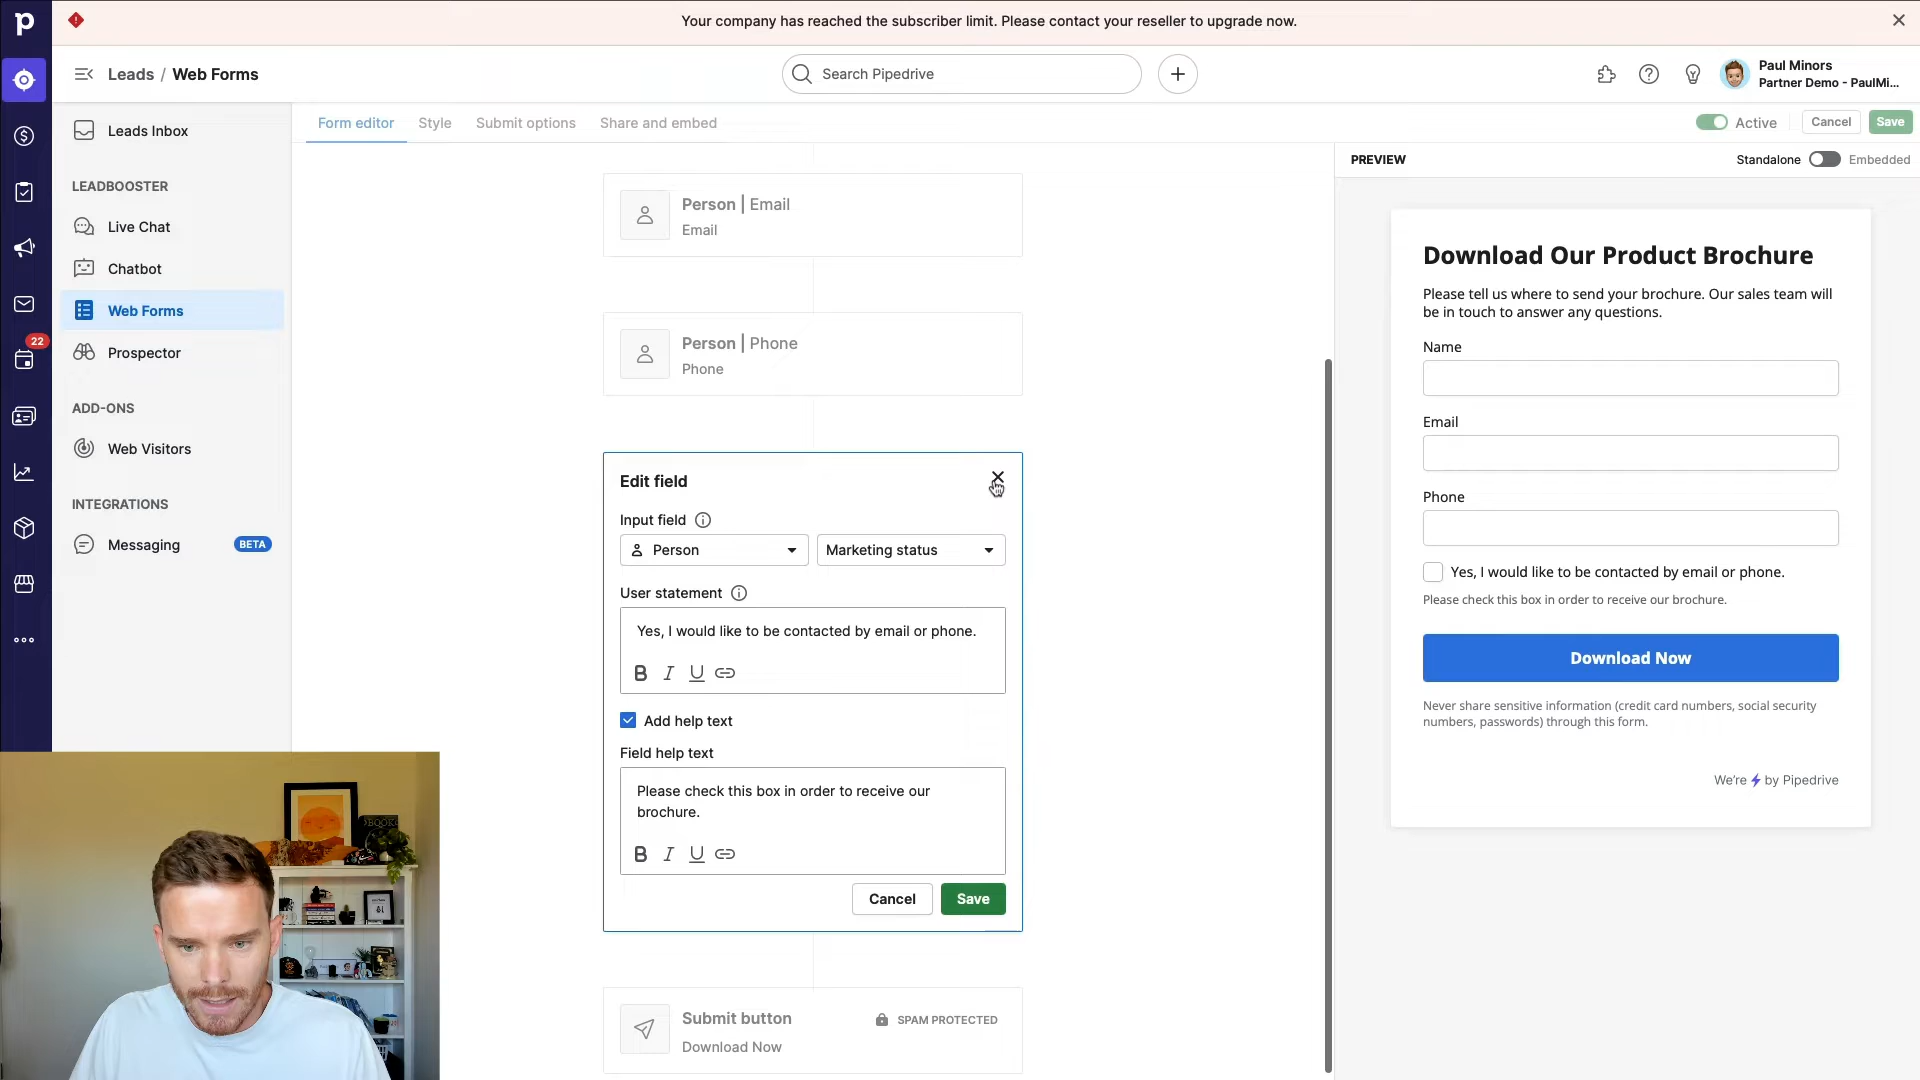 Your company has reached the subscriber limit. Please contact your reseller to upgrade now.
Leads / Web Forms
Search Pipedrive
Paul Minors
Partner Demo - PaulMi...
Leads Inbox
LEADBOOSTER
Live Chat
Chatbot
Web Forms
Prospector
ADD-ONS
Web Visitors
INTEGRATIONS
Messaging
BETA
22
Form editor
Style
Submit options
Share and embed
Active
Cancel
Save
Person | Email
Email
Person | Phone
Phone
Edit field
Input field
Person
Marketing status
User statement
Yes, I would like to be contacted by email or phone.
B I U
Add help text
Field help text
Please check this box in order to receive our
brochure.
B I U
Cancel
Save
Submit button
SPAM PROTECTED
Download Now
PREVIEW
Standalone
Embedded
Download Our Product Brochure
Please tell us where to send your brochure. Our sales team will
be in touch to answer any questions.
Name
Email
Phone
Yes, I would like to be contacted by email or phone.
Please check this box in order to receive our brochure.
Download Now
Never share sensitive information (credit card numbers, social security
numbers, passwords) through this form.
We're by Pipedrive